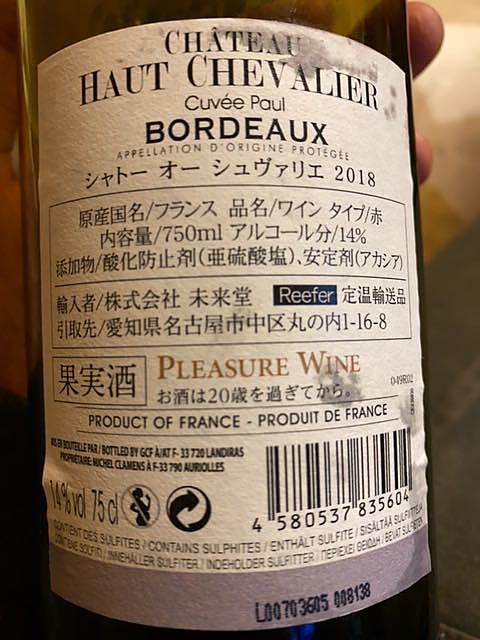 CHÂTEAU
HAUT CHEVALIER
Cuvée Paul
BORDEAUX
APPELLATION D'ORIGINE PROTÉGÉE
シャトー オー シュヴァリエ 2018
原産国名/フランス 品名/ワイン タイプ/赤
内容量/750ml アルコール分/14%
添加物/酸化防止剤(亜硫酸塩)、安定剤(アカシア)
輸入者/株式会社 未来堂 Reefer 定温輸送品
引取先/愛知県名古屋市中区丸の内1-16-8
果実酒
PLEASURE WINE
お酒は20歳を過ぎてから。
049R02
PRODUCT OF FRANCE - PRODUIT DE FRANCE
MIS EN BOUTEILLE PAR / BOTTLED BY GCF À/AT F- 33 720 LANDIRAS
PROPRIÉTAIRE: MICHEL CLAMENS À F-33 790 AURIOLLES
14%vol 75 cl
4 580537 835604
CONTIENT DES SULFITES / CONTAINS SULPHITES / ENTHÄLT SULFITE / SISÄLTÄÄ SULFIITTEJA
CONTIENE SOLFITI / INNEHÅLLER SULFITER / INDEHOLDER SULFITTER / ΠΕΡΙΕΧΕΙ ΘΕΙΩΔΗ / BEVAT SULFIETEN
L00703605 008138